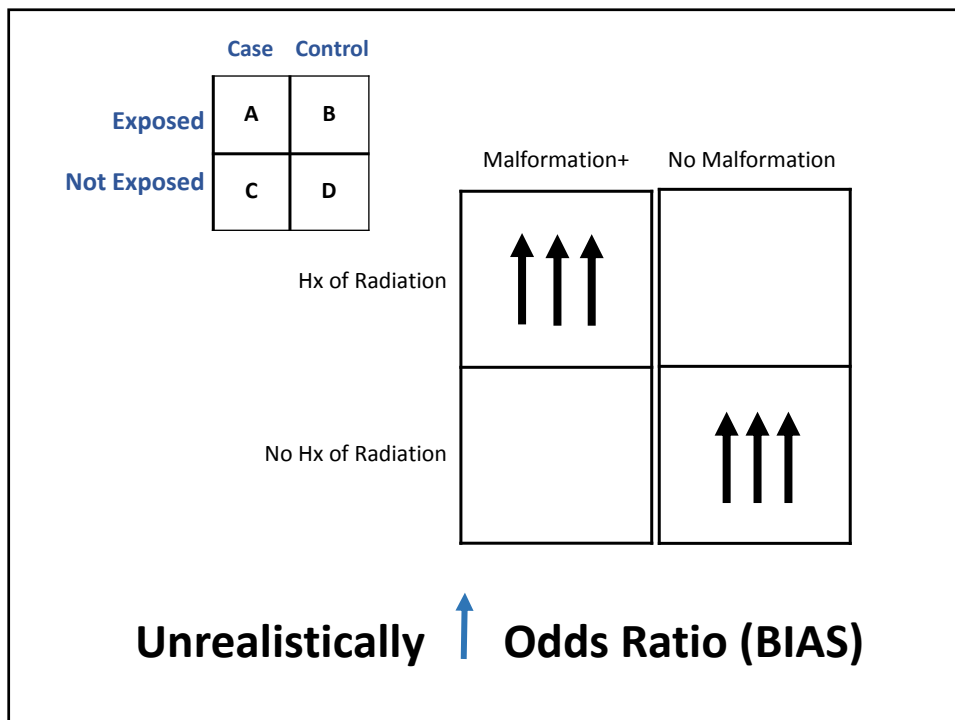 Case Control
Exposed A B
Not Exposed C D
Malformation+ No Malformation
Hx of Radiation
No Hx of Radiation
Unrealistically Odds Ratio (BIAS)